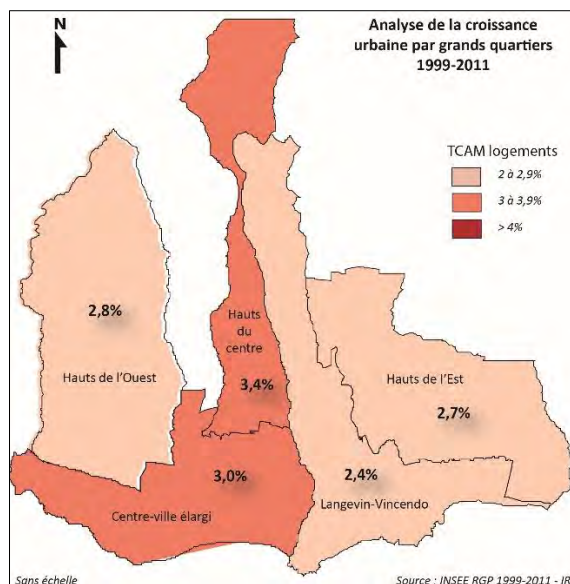 N
Analyse de la croissance
urbaine par grands quartiers
1999-2011
TCAM logements
2 à 2,9%
3 à 3,9%
> 4%
2,8%
Hauts de l'Ouest
Hauts
du
centre
3,4%
Hauts de l'Est
2,7%
3,0%
Centre-ville élargi
2,4%
Langevin-Vincendo
Sans échelle
Source : INSEE RGP 1999-2011 -